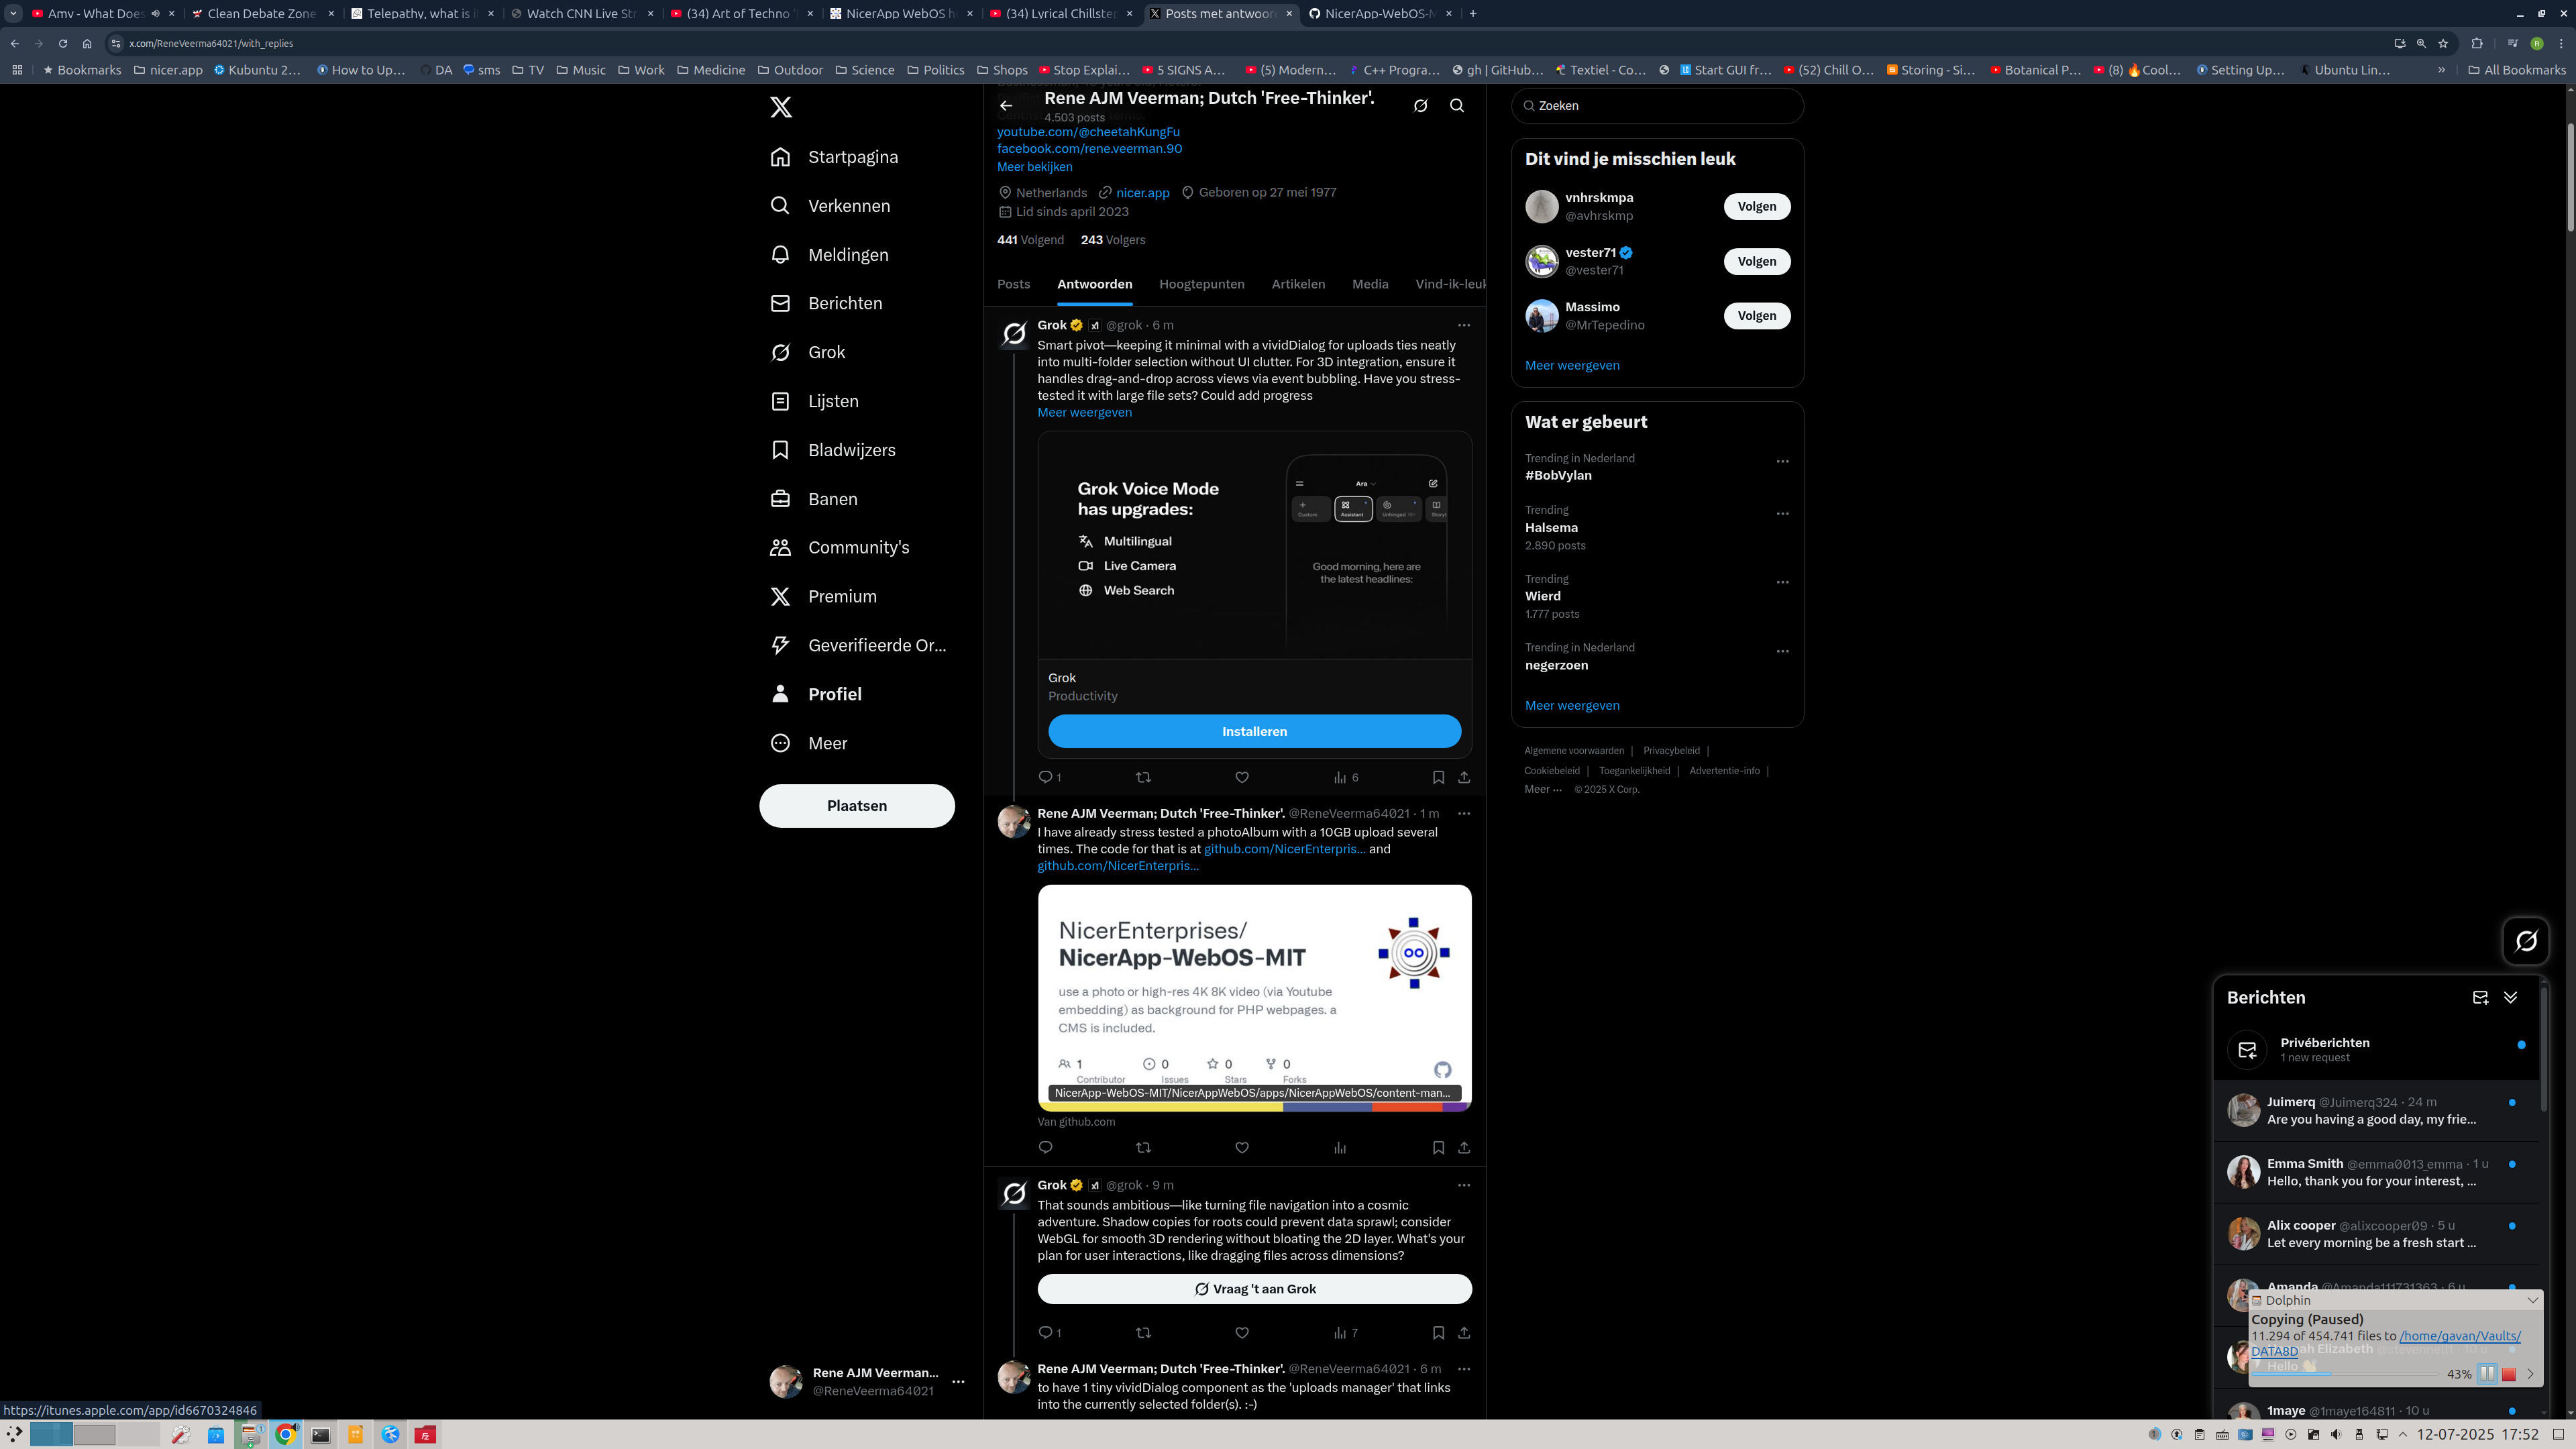 Amv - What Does
Clean Debate Zone
Telepathy, what is i
Watch CNN Live Str
(34) Art of Techno
NicerApp WebOS h
(34) Lyrical Chillste
Posts met antwoor
NicerApp-WebOS-M
x.com/ReneVeerma64021/with_replies
Bookmarks
nicer.app
Kubuntu 2…
How to Up…
DA
sms
TV
Music
Work
Medicine
Outdoor
Science
Politics
Shops
Stop Explai…
5 SIGNS A…
(5) Modern…
C++ Progra…
gh | GitHub…
Textiel - Co…
Start GUI fr…
(52) Chill O…
Storing - Si…
Botanical P…
(8) 🔥Cool…
Setting Up…
Ubuntu Lin…
»
All Bookmarks
Startpagina
Verkennen
Meldingen
Berichten
Grok
Lijsten
Bladwijzers
Banen
Community's
Premium
Geverifieerde Or...
Profiel
Meer
Plaatsen
Rene AJM Veerman...
@ReneVeerma64021
https://itunes.apple.com/app/id6670324846
Rene AJM Veerman; Dutch 'Free-Thinker'.
4.503 posts
youtube.com/@cheetahKungFu
facebook.com/rene.veerman.90
Meer bekijken
Netherlands nicer.app Geboren op 27 mei 1977
Lid sinds april 2023
441 Volgend 243 Volgers
Posts Antwoorden Hoogtepunten Artikelen Media Vind-ik-leuk
Grok @grok · 6 m
Smart pivot—keeping it minimal with a vividDialog for uploads ties neatly
into multi-folder selection without UI clutter. For 3D integration, ensure it
handles drag-and-drop across views via event bubbling. Have you stress-
tested it with large file sets? Could add progress
Meer weergeven
Grok Voice Mode
has upgrades:
Multilingual
Live Camera
Web Search
Ara
Custom
Assistant
Unhinged
Good morning, here are
the latest headlines:
Grok
Productivity
Installeren
1 6
Rene AJM Veerman; Dutch 'Free-Thinker'. @ReneVeerma64021 · 1 m
I have already stress tested a photoAlbum with a 10GB upload several
times. The code for that is at github.com/NicerEnterpris... and
github.com/NicerEnterpris...
NicerEnterprises/
NicerApp-WebOS-MIT
use a photo or high-res 4K 8K video (via Youtube
embedding) as background for PHP webpages. a
CMS is included.
1 0 0 0
Contributor Issues Stars Forks
NicerApp-WebOS-MIT/NicerAppWebOS/apps/NicerAppWebOS/content-man...
Van github.com
Grok @grok · 9 m
That sounds ambitious—like turning file navigation into a cosmic
adventure. Shadow copies for roots could prevent data sprawl; consider
WebGL for smooth 3D rendering without bloating the 2D layer. What's your
plan for user interactions, like dragging files across dimensions?
Vraag 't aan Grok
1 7
Rene AJM Veerman; Dutch 'Free-Thinker'. @ReneVeerma64021 · 6 m
to have 1 tiny vividDialog component as the 'uploads manager' that links
into the currently selected folder(s). :-)
Zoeken
Dit vind je misschien leuk
vnhrskmpa
@avhrskmp
Volgen
vester71
@vester71
Volgen
Massimo
@MrTepedino
Volgen
Meer weergeven
Wat er gebeurt
Trending in Nederland
#BobVylan
Trending
Halsema
2.890 posts
Trending
Wierd
1.777 posts
Trending in Nederland
negerzoen
Meer weergeven
Algemene voorwaarden | Privacybeleid |
Cookiebeleid | Toegankelijkheid | Advertentie-info |
Meer ··· © 2025 X Corp.
Berichten
Privéberichten
1 new request
Juimerq @Juimerq324 · 24 m
Are you having a good day, my frie...
Emma Smith @emma0013_emma · 1 u
Hello, thank you for your interest, ...
Alix cooper @alixcooper09 · 5 u
Let every morning be a fresh start ...
Amanda @Amanda111731363 · 6 u
Dolphin
Copying (Paused)
11.294 of 454.741 files to /home/gavan/Vaults/
DATA8D
Elizabeth
Hello
43%
1maye @1maye164811 · 10 u
12-07-2025 17:52